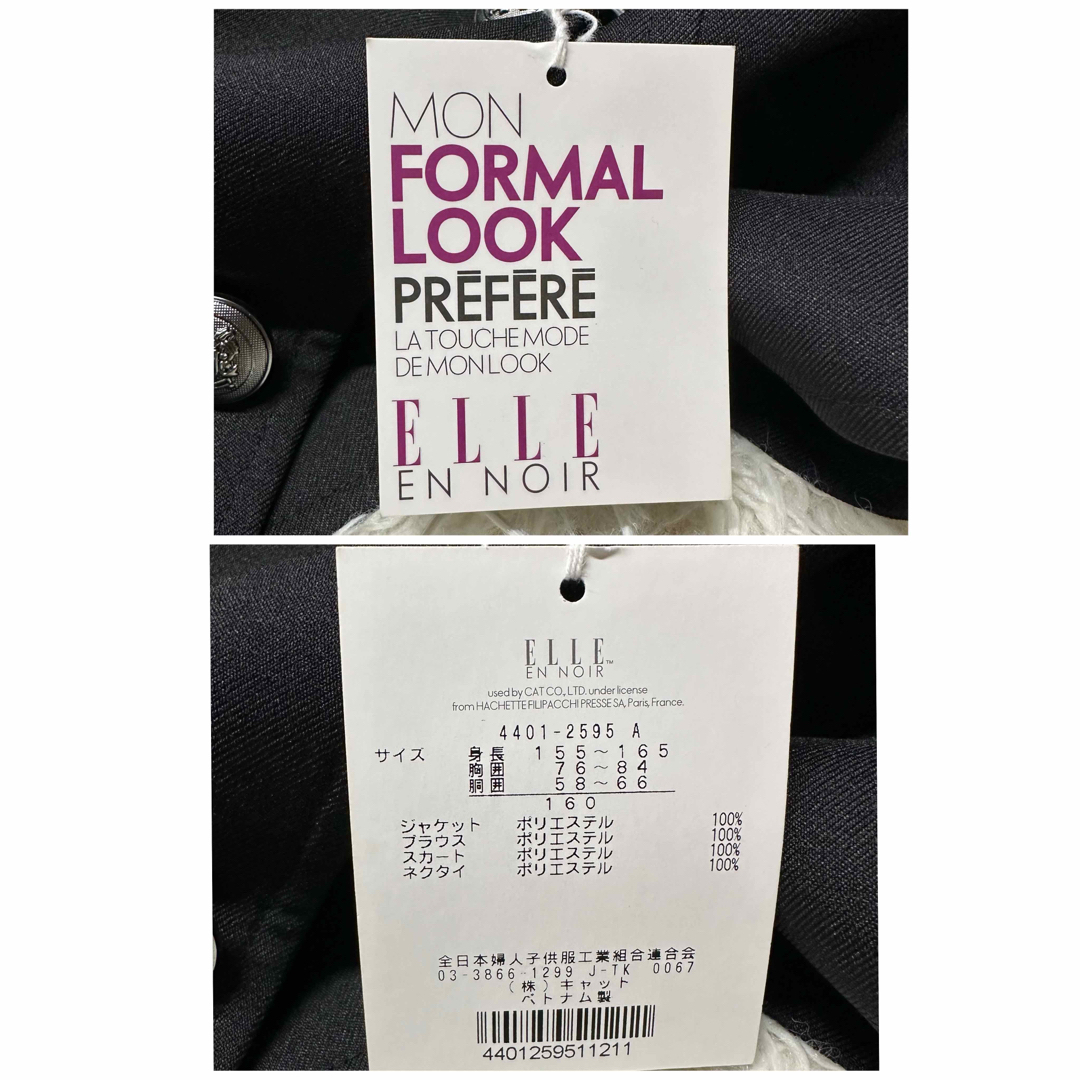 MON
FORMAL
LOOK
PRĒFĒRĒ
LA TOUCHE MODE
DE MON LOOK
ELLE
EN NOIR
ELLE™
EN NOIR
used by CAT CO., LTD. under license
from HACHETTE FILIPACCHI PRESSE SA, Paris, France.
4401-2595 A
サイズ 身長 155~165
胸囲 76~84
胴囲 58~66
160
ジャケット ポリエステル 100%
ブラウス ポリエステル 100%
スカート ポリエステル 100%
ネクタイ ポリエステル 100%
全日本婦人子供服工業組合連合会
03-3866-1299 J-TK 0067
(株)キャット
ベトナム製
4401259511211